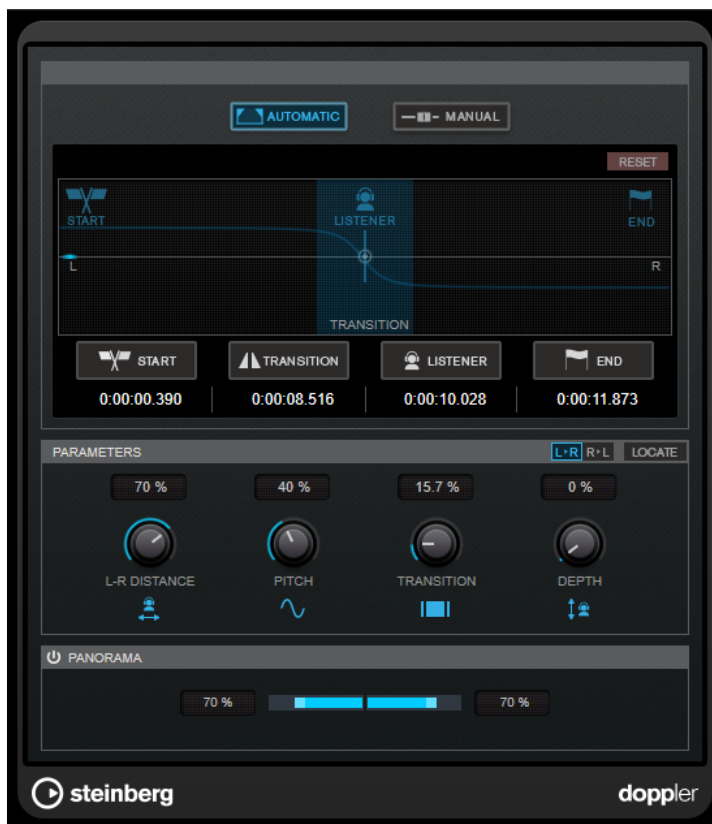 AUTOMATIC MANUAL
RESET
START LISTENER END
L R
TRANSITION
START TRANSITION LISTENER END
0:00:00.390 0:00:08.516 0:00:10.028 0:00:11.873
PARAMETERS L▸R R▸L LOCATE
70 % 40 % 15.7 % 0 %
L-R DISTANCE PITCH TRANSITION DEPTH
PANORAMA
70 % 70 %
steinberg doppler